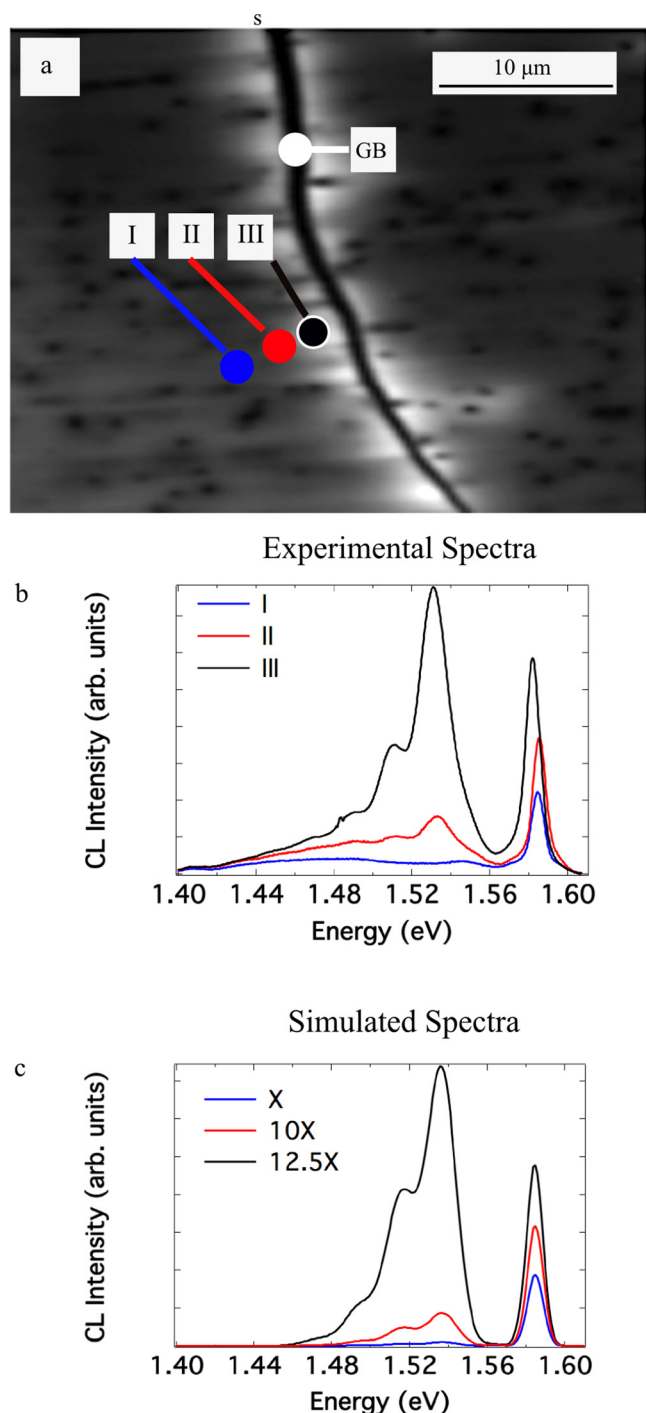 s
a
10 μm
GB
I
II
III
Experimental Spectra
b
I
II
III
CL Intensity (arb. units)
1.40 1.44 1.48 1.52 1.56 1.60
Energy (eV)
Simulated Spectra
c
X
10X
12.5X
CL Intensity (arb. units)
1.40 1.44 1.48 1.52 1.56 1.60
Energy (eV)